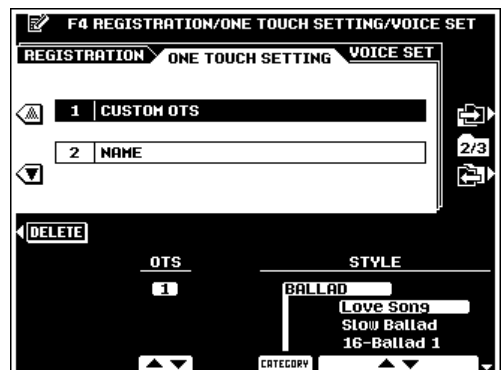 F4 REGISTRATION/ONE TOUCH SETTING/VOICE SET
REGISTRATION ONE TOUCH SETTING VOICE SET
1 CUSTOM OTS
2 NAME
2/3
DELETE
OTS STYLE
1 BALLAD
Love Song
Slow Ballad
16-Ballad 1
CATEGORY